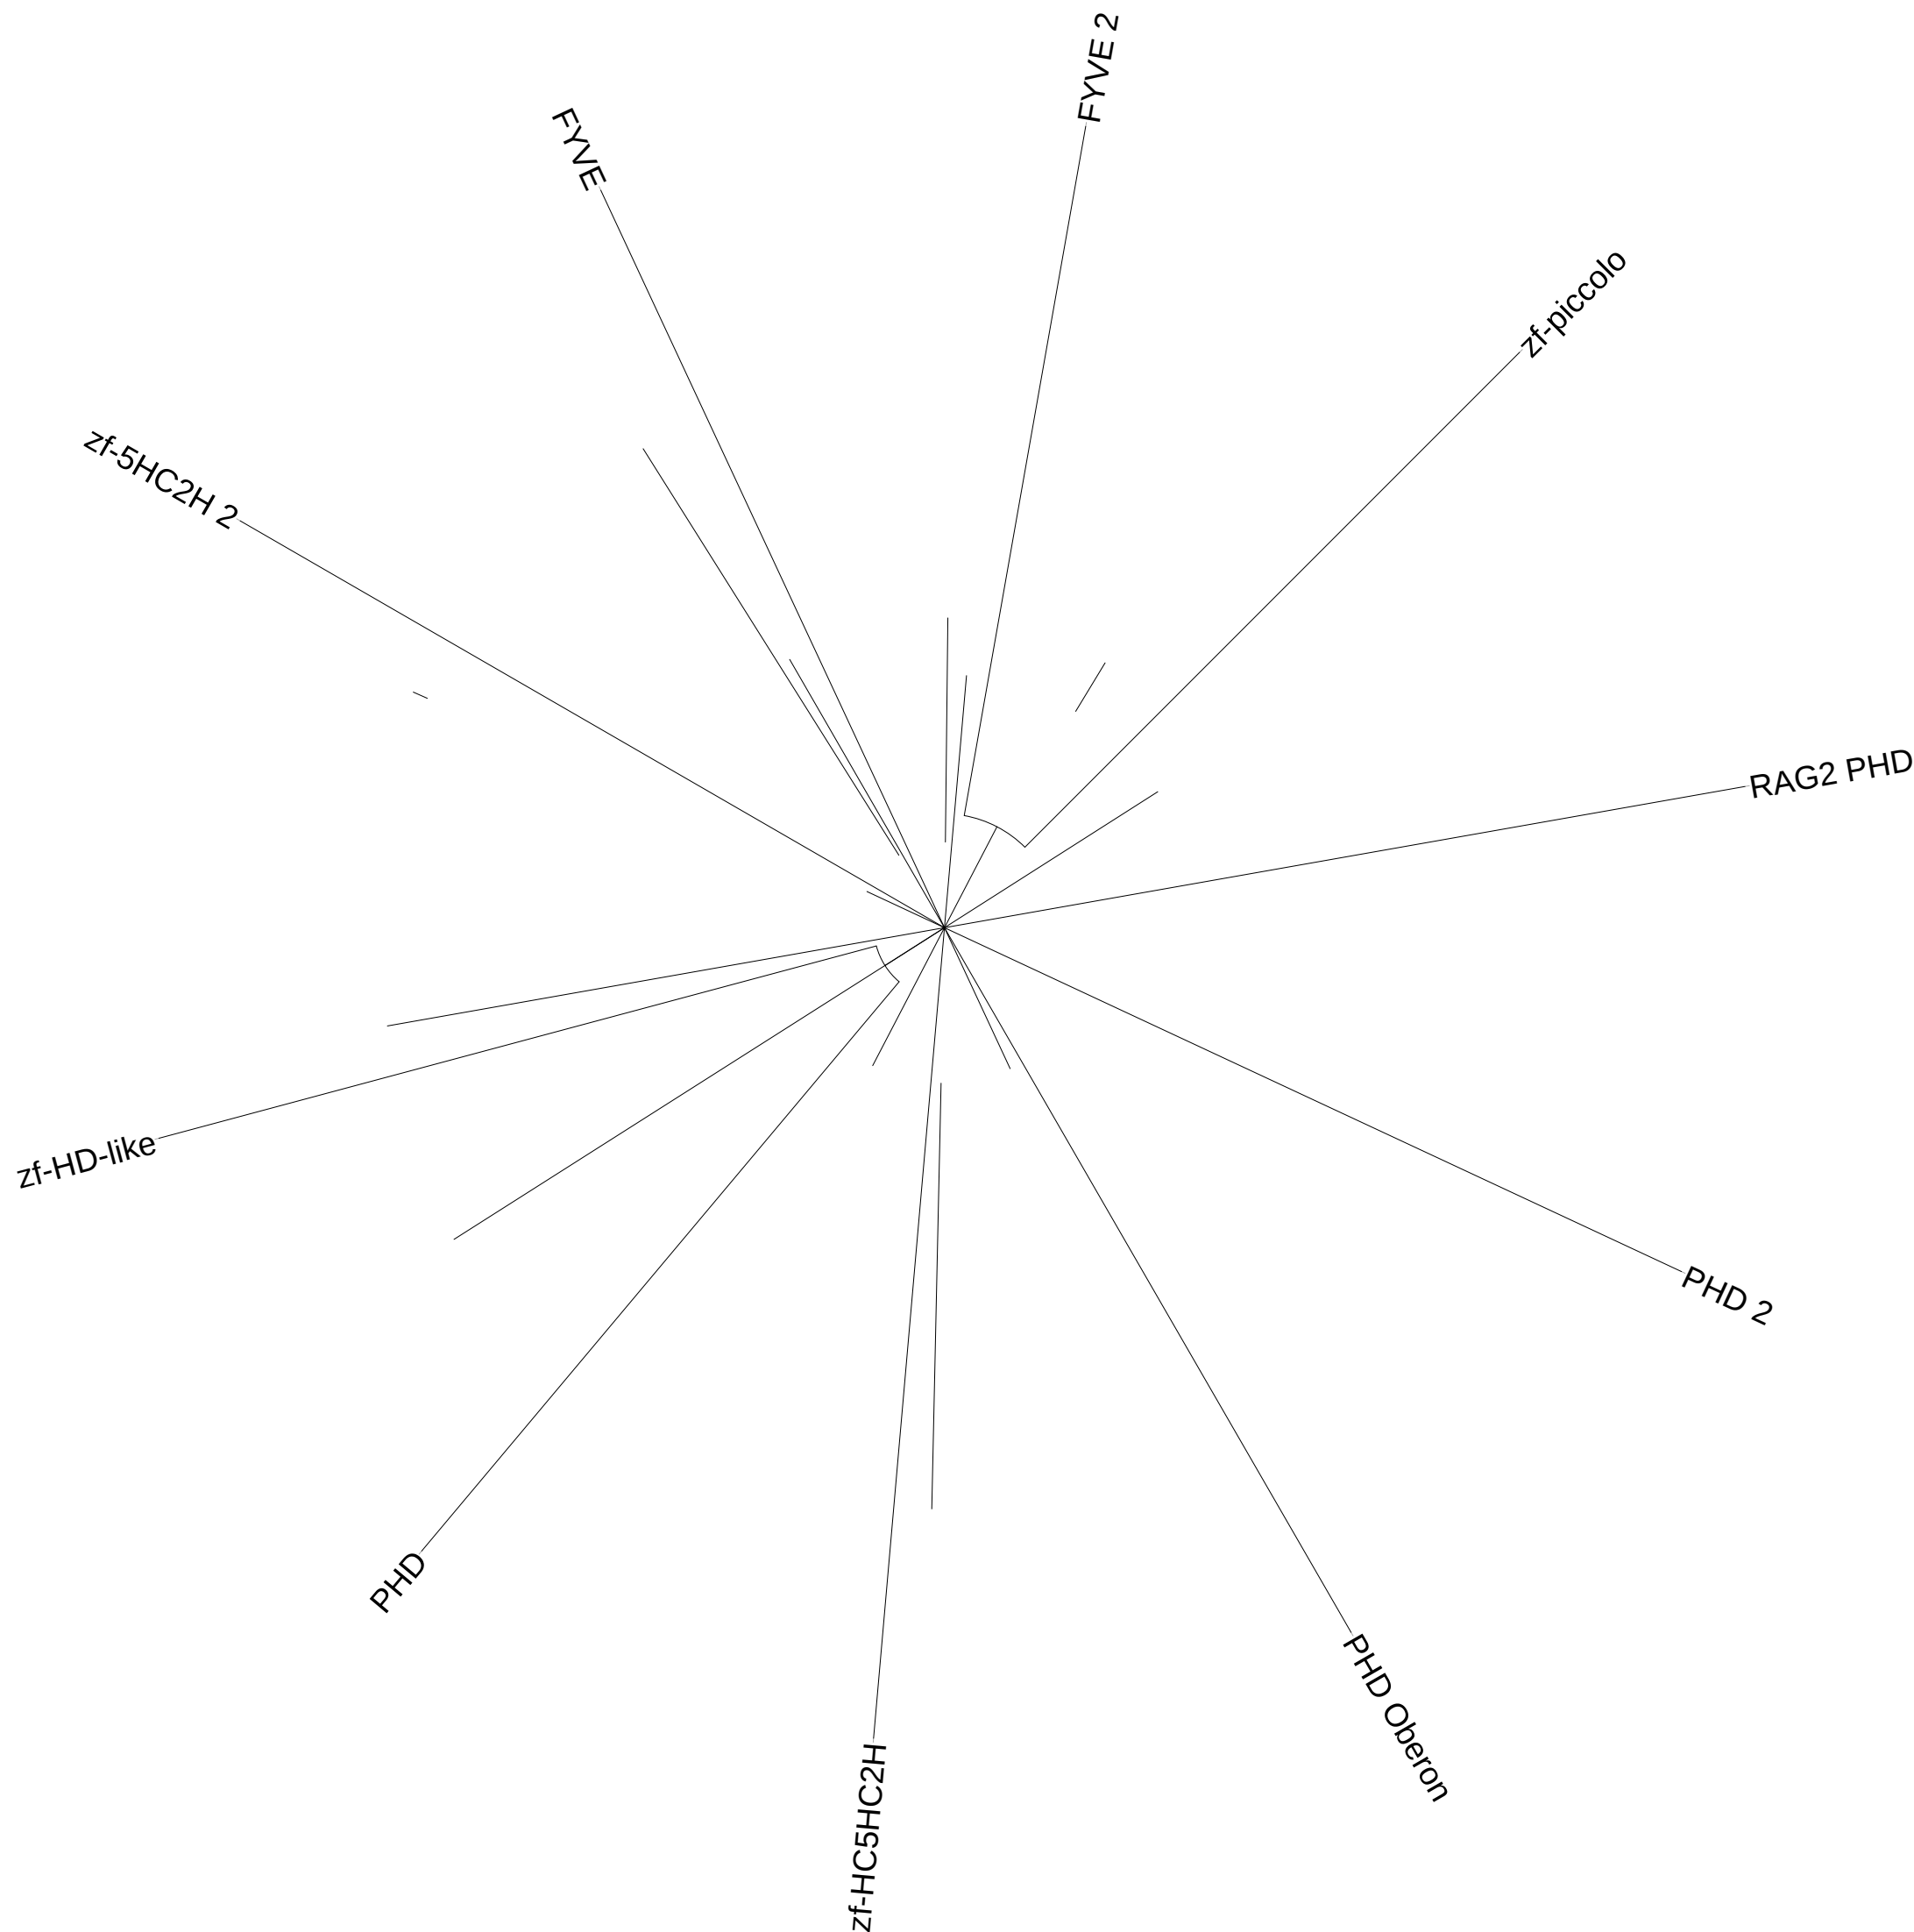 FYVE 2
FYVE
zf-piccolo
zf-5HC2H 2
RAG2 PHD
zf-HD-like
PHD 2
PHD
PHD Oberon
zf-HC5HC2H